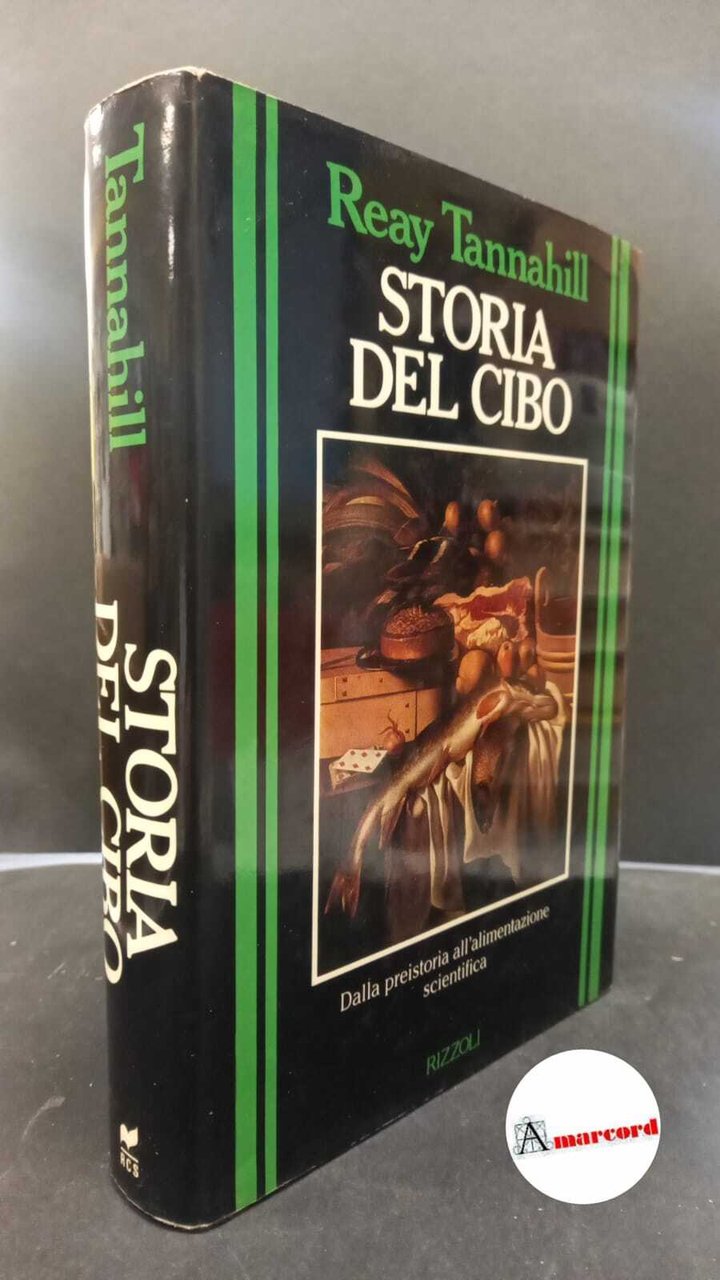 Reay Tannahill
STORIA
DEL CIBO
Dalla preistoria all'alimentazione
scientifica
RIZZOLI
Tannahill
STORIA
DEL CIBO
RCS
Amarcord